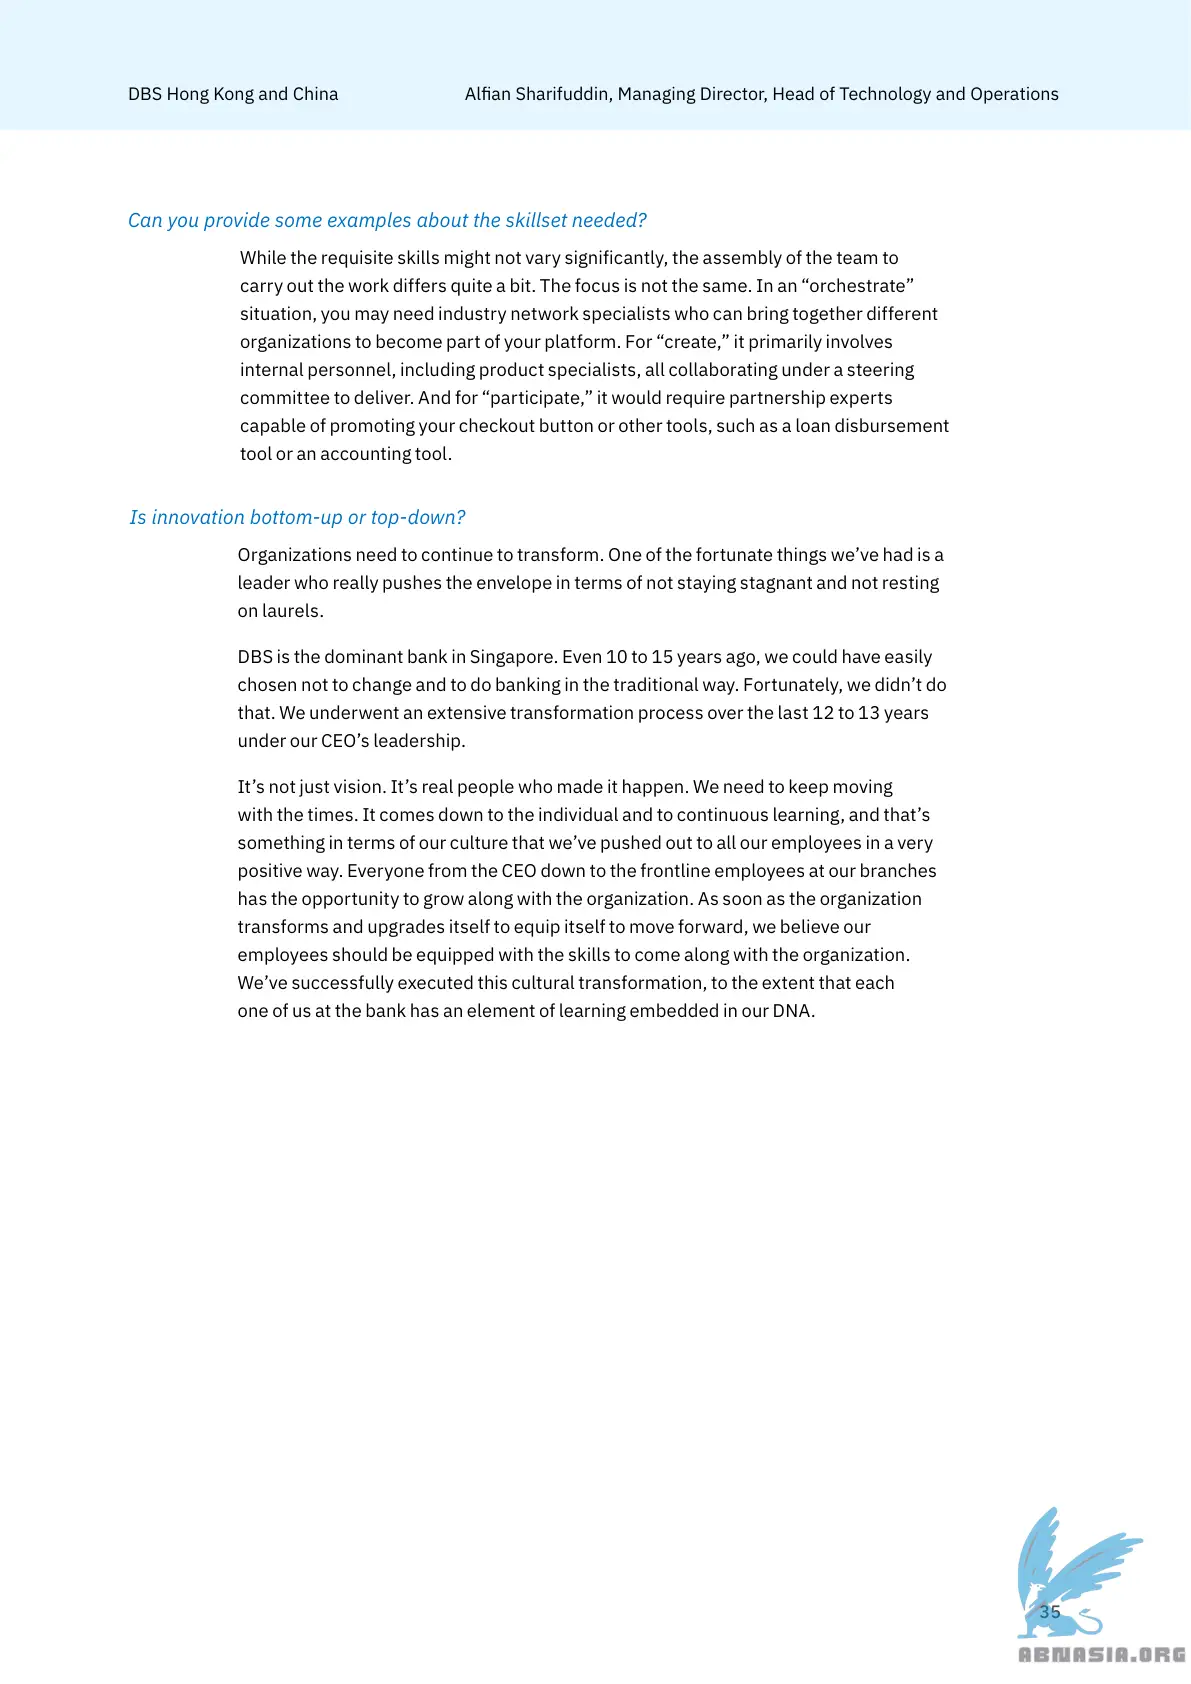 DBS Hong Kong and China
Alfian Sharifuddin, Managing Director, Head of Technology and Operations
Can you provide some examples about the skillset needed?
While the requisite skills might not vary significantly, the assembly of the team to
carry out the work differs quite a bit. The focus is not the same. In an “orchestrate”
situation, you may need industry network specialists who can bring together different
organizations to become part of your platform. For “create,” it primarily involves
internal personnel, including product specialists, all collaborating under a steering
committee to deliver. And for “participate,” it would require partnership experts
capable of promoting your checkout button or other tools, such as a loan disbursement
tool or an accounting tool.
Is innovation bottom-up or top-down?
Organizations need to continue to transform. One of the fortunate things we’ve had is a
leader who really pushes the envelope in terms of not staying stagnant and not resting
on laurels.
DBS is the dominant bank in Singapore. Even 10 to 15 years ago, we could have easily
chosen not to change and to do banking in the traditional way. Fortunately, we didn’t do
that. We underwent an extensive transformation process over the last 12 to 13 years
under our CEO’s leadership.
It’s not just vision. It’s real people who made it happen. We need to keep moving
with the times. It comes down to the individual and to continuous learning, and that’s
something in terms of our culture that we’ve pushed out to all our employees in a very
positive way. Everyone from the CEO down to the frontline employees at our branches
has the opportunity to grow along with the organization. As soon as the organization
transforms and upgrades itself to equip itself to move forward, we believe our
employees should be equipped with the skills to come along with the organization.
We’ve successfully executed this cultural transformation, to the extent that each
one of us at the bank has an element of learning embedded in our DNA.
35
ABNASIA.ORG